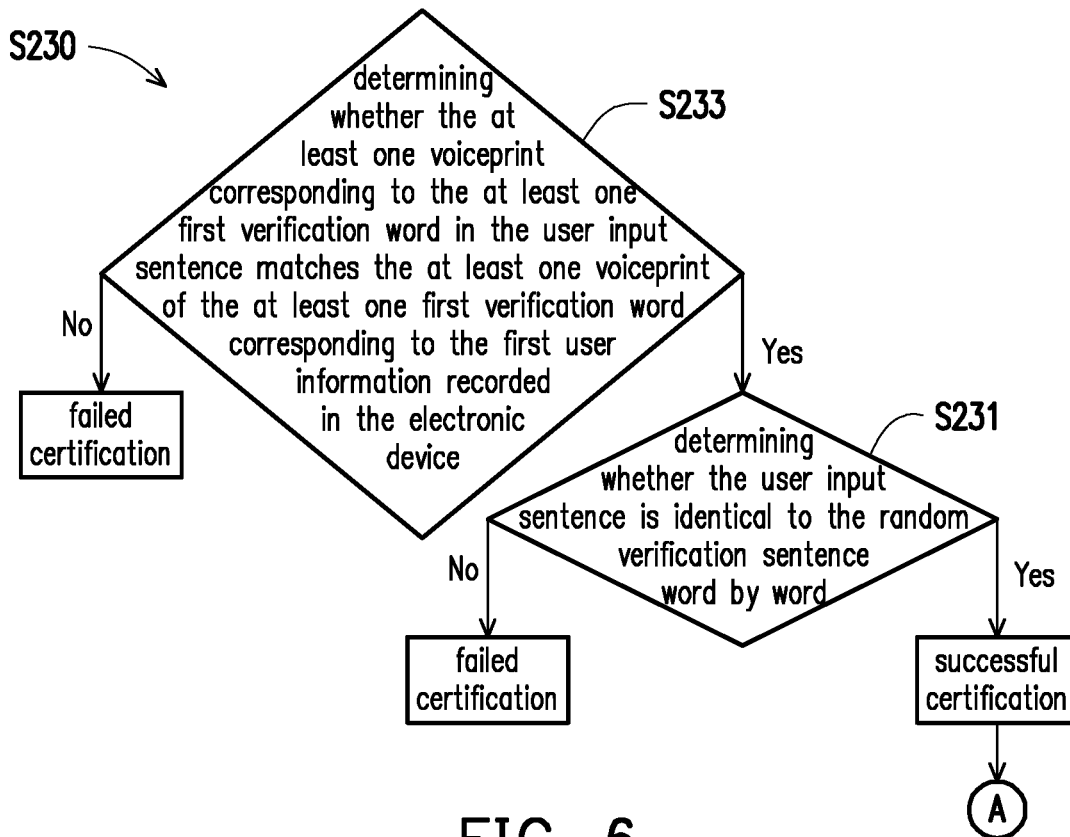 S230
determining
whether the at
least one voiceprint
corresponding to the at least one
first verification word in the user input
sentence matches the at least one voiceprint
of the at least one first verification word
corresponding to the first user
information recorded
in the electronic
device
S233
No
Yes
failed
certification
determining
whether the user input
sentence is identical to the random
verification sentence
word by word
S231
No
Yes
failed
certification
successful
certification
A
FIG. 6